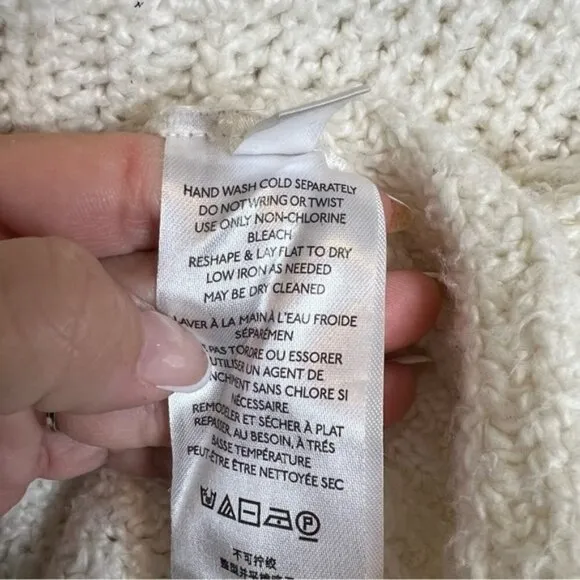 HAND WASH COLD SEPARATELY
DO NOT WRING OR TWIST
USE ONLY NON-CHLORINE
BLEACH
RESHAPE & LAY FLAT TO DRY
LOW IRON AS NEEDED
MAY BE DRY CLEANED
LAVER À LA MAIN À L'EAU FROIDE
SÉPARÉMEN
PAS TORDRE OU ESSORER
UTILISER UN AGENT DE
SANS CHLORE SI
NÉCESSAIRE
REMODELER ET SÉCHER À PLAT
REPASSER, AU BESOIN, À TRÈS
BASSE TEMPÉRATURE
PEUT-ÊTRE ÊTRE NETTOYÉE SEC
P
不可拧绞